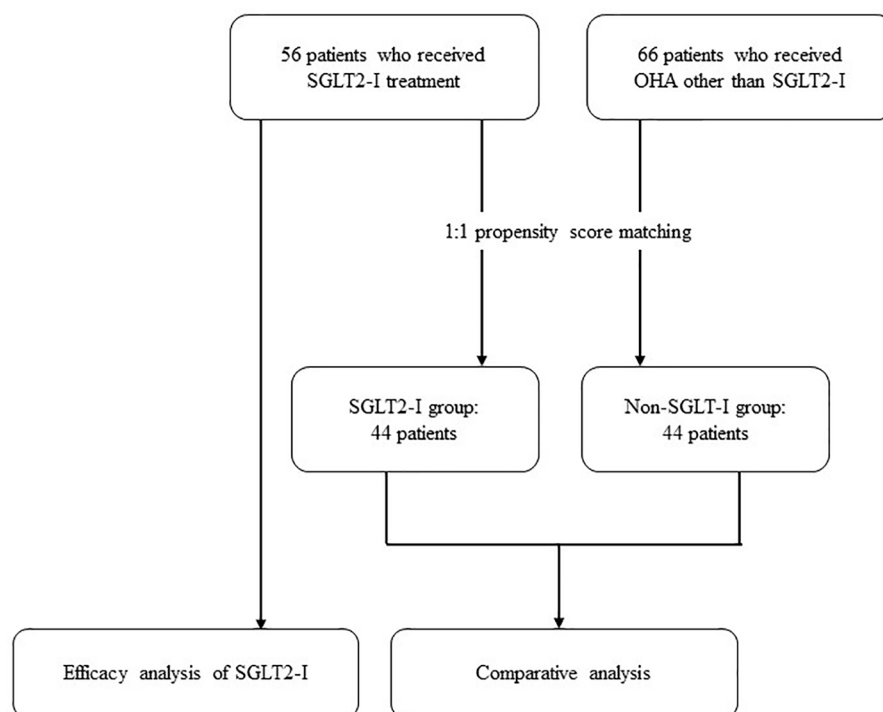 56 patients who received
SGLT2-I treatment
66 patients who received
OHA other than SGLT2-I
1:1 propensity score matching
SGLT2-I group:
44 patients
Non-SGLT-I group:
44 patients
Efficacy analysis of SGLT2-I
Comparative analysis